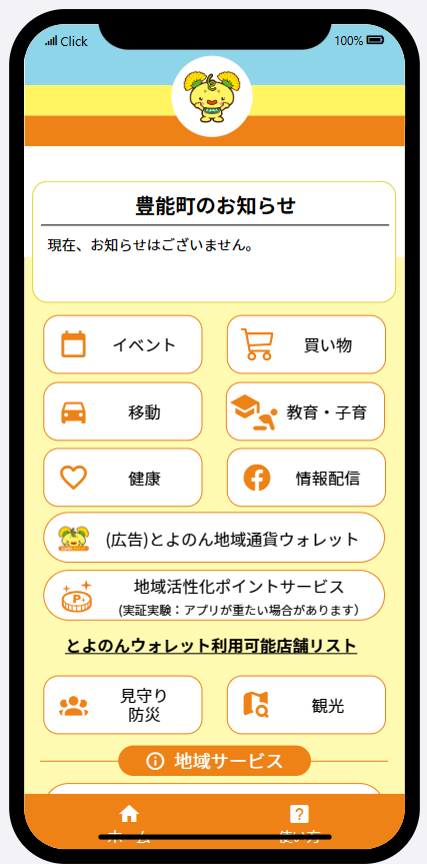 Click
100%
豊能町のお知らせ
現在、お知らせはございません。
イベント
買い物
移動
教育・子育
健康
情報配信
(広告)とよのん地域通貨ウォレット
地域活性化ポイントサービス
(実証実験：アプリが重たい場合があります)
とよのんウォレット利用可能店舗リスト
見守り
防災
観光
地域サービス
ホーム
使い方